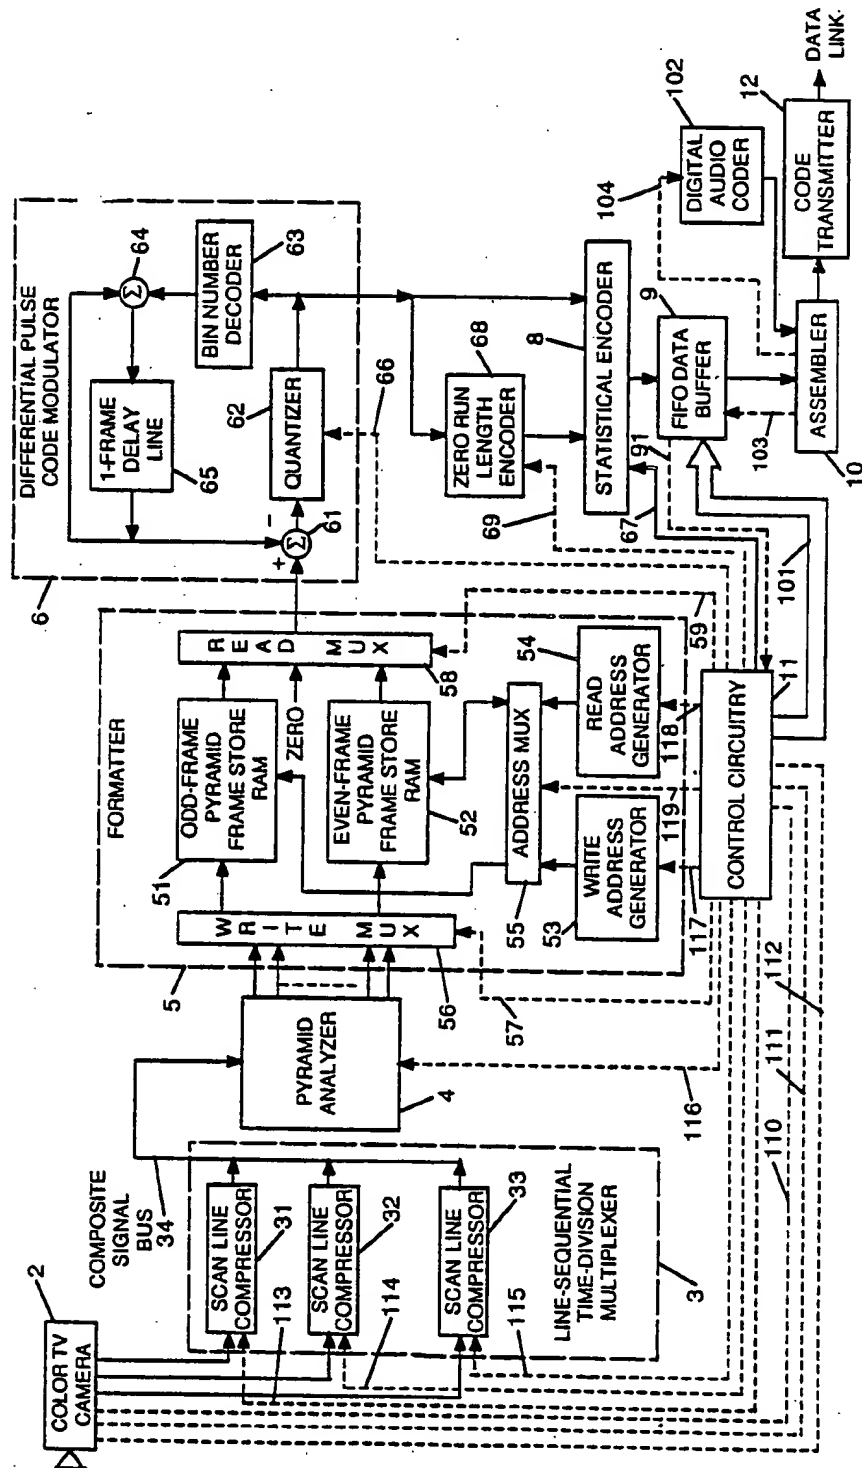 COLOR TV
CAMERA
2
COMPOSITE
SIGNAL
BUS
34
SCAN LINE
COMPRESSOR
31
113
SCAN LINE
COMPRESSOR
32
114
SCAN LINE
COMPRESSOR
33
115
LINE-SEQUENTIAL
TIME-DIVISION
MULTIPLEXER
3
PYRAMID
ANALYZER
4
116
FORMATTER
5
WRITE MUX
56
57
ODD-FRAME
PYRAMID
FRAME STORE
RAM
51
EVEN-FRAME
PYRAMID
FRAME STORE
RAM
52
ZERO
READ MUX
58
59
ADDRESS MUX
55
WRITE
ADDRESS
GENERATOR
53
READ
ADDRESS
GENERATOR
54
117
119
118
CONTROL CIRCUITRY
11
110
111
112
DIFFERENTIAL PULSE
CODE MODULATOR
6
1-FRAME
DELAY
LINE
65
Σ
64
BIN NUMBER
DECODER
63
QUANTIZER
62
+
-
Σ
61
66
ZERO RUN
LENGTH
ENCODER
68
69
STATISTICAL ENCODER
8
67
91
FIFO DATA
BUFFER
9
101
103
ASSEMBLER
10
104
DIGITAL
AUDIO
CODER
102
CODE
TRANSMITTER
12
DATA
LINK